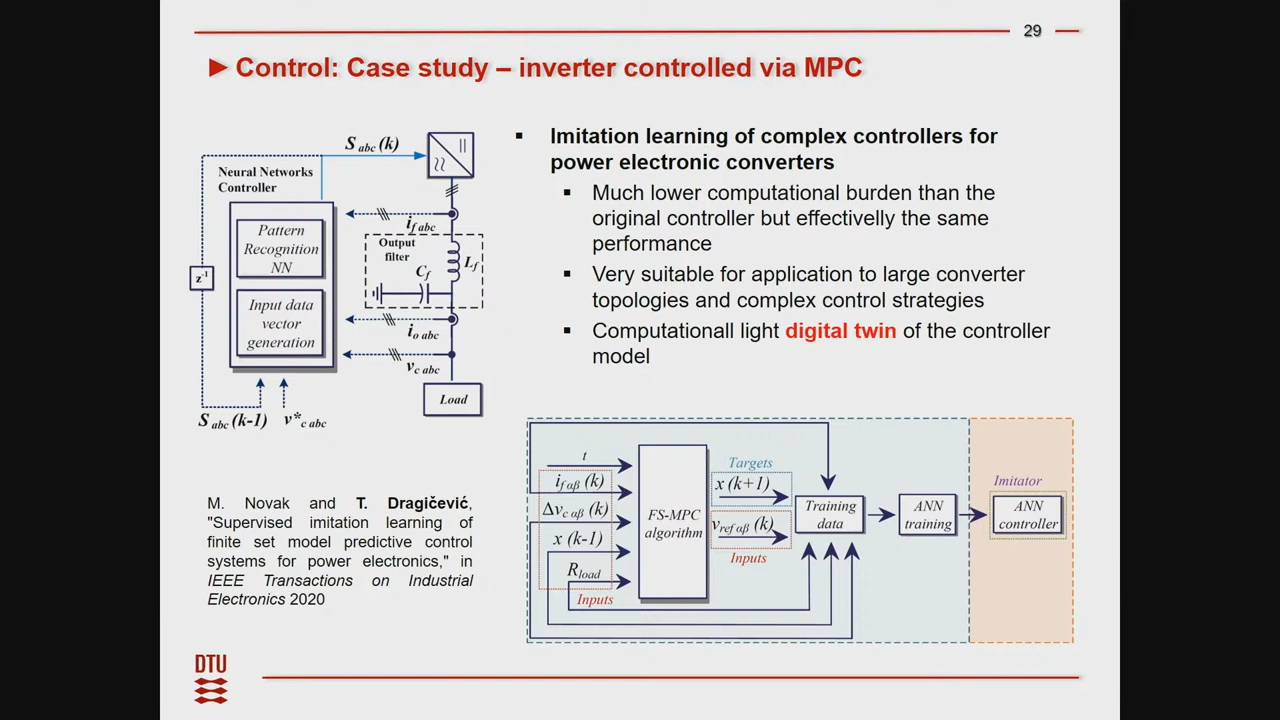 29
► Control: Case study – inverter controlled via MPC
S abc (k)
Neural Networks
Controller
Pattern
Recognition
NN
Input data
vector
generation
z⁻¹
i f abc
Output
filter
L f
C f
i o abc
v c abc
Load
S abc (k-1)
v* c abc
▪ Imitation learning of complex controllers for
power electronic converters
▪ Much lower computational burden than the
original controller but effectivelly the same
performance
▪ Very suitable for application to large converter
topologies and complex control strategies
▪ Computationall light digital twin of the controller
model
M. Novak and T. Dragičević,
"Supervised imitation learning of
finite set model predictive control
systems for power electronics," in
IEEE Transactions on Industrial
Electronics 2020
t
i f αβ (k)
Δv c αβ (k)
x (k-1)
R load
Inputs
FS-MPC
algorithm
Targets
x (k+1)
v ref αβ (k)
Inputs
Training
data
ANN
training
Imitator
ANN
controller
DTU